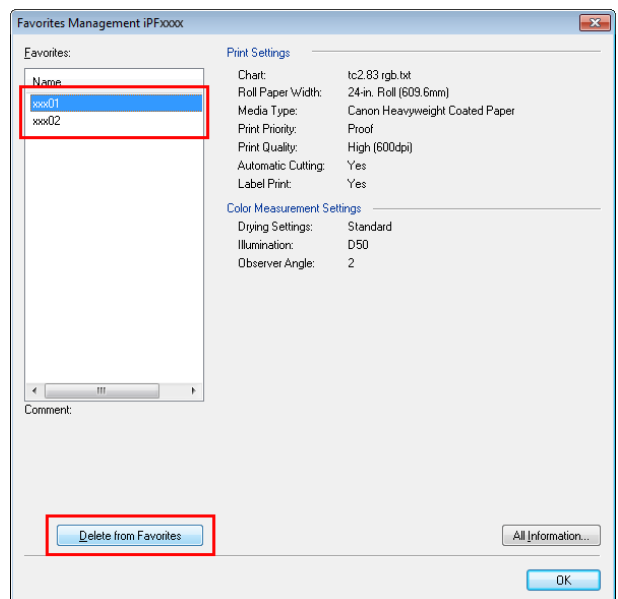 Favorites Management iPFxxxx
Favorites:
Name
xxx01
xxx02
Comment:
Delete from Favorites
Print Settings
Chart: tc2.83 rgb.txt
Roll Paper Width: 24-in. Roll (609.6mm)
Media Type: Canon Heavyweight Coated Paper
Print Priority: Proof
Print Quality: High (600dpi)
Automatic Cutting: Yes
Label Print: Yes
Color Measurement Settings
Drying Settings: Standard
Illumination: D50
Observer Angle: 2
All Information...
OK